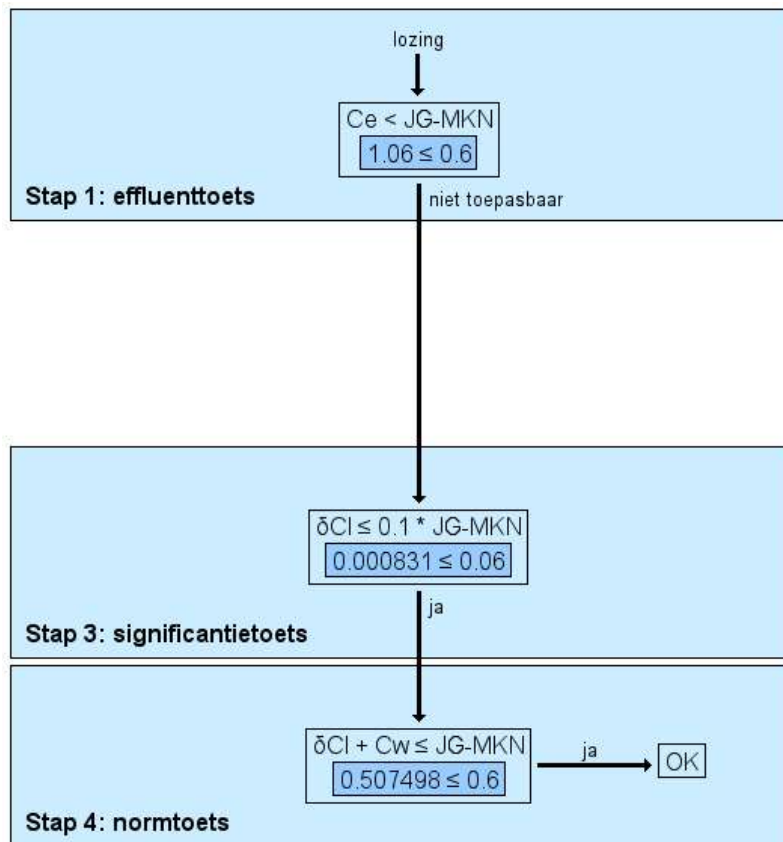 lozing
Ce < JG-MKN
1.06 ≤ 0.6
Stap 1: effluenttoets
niet toepasbaar
δCl ≤ 0.1 * JG-MKN
0.000831 ≤ 0.06
ja
Stap 3: significantietoets
δCl + Cw ≤ JG-MKN
0.507498 ≤ 0.6
ja
OK
Stap 4: normtoets